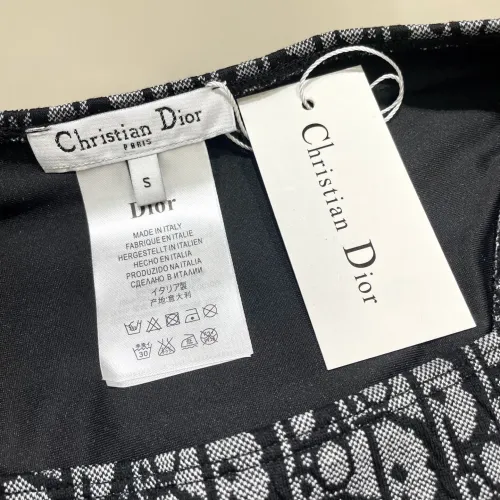 Christian Dior
PARIS
S
Dior
MADE IN ITALY
FABRIQUE EN ITALIE
HERGESTELLT IN ITALIEN
HECHO EN ITALIA
PRODUZIDO NA ITALIA
СДЕЛАНО В ИТАЛИИ
イタリア製
产地:意大利
30
Christian Dior